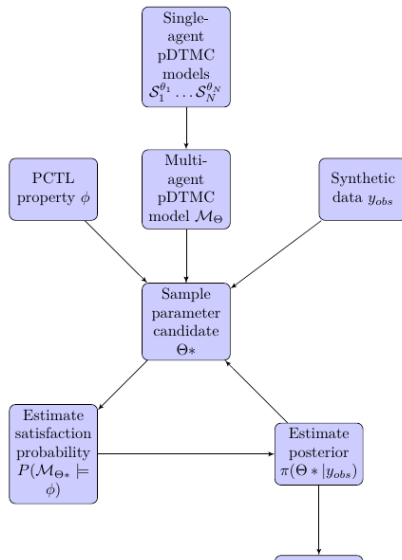 Single-
agent
pDTMC
models
𝒮₁^θ₁ … 𝒮_N^θ_N
PCTL
property ϕ
Multi-
agent
pDTMC
model ℳ_Θ
Synthetic
data y_obs
Sample
parameter
candidate
Θ∗
Estimate
satisfaction
probability
P(ℳ_Θ∗ |=
ϕ)
Estimate
posterior
π(Θ ∗ |y_obs)